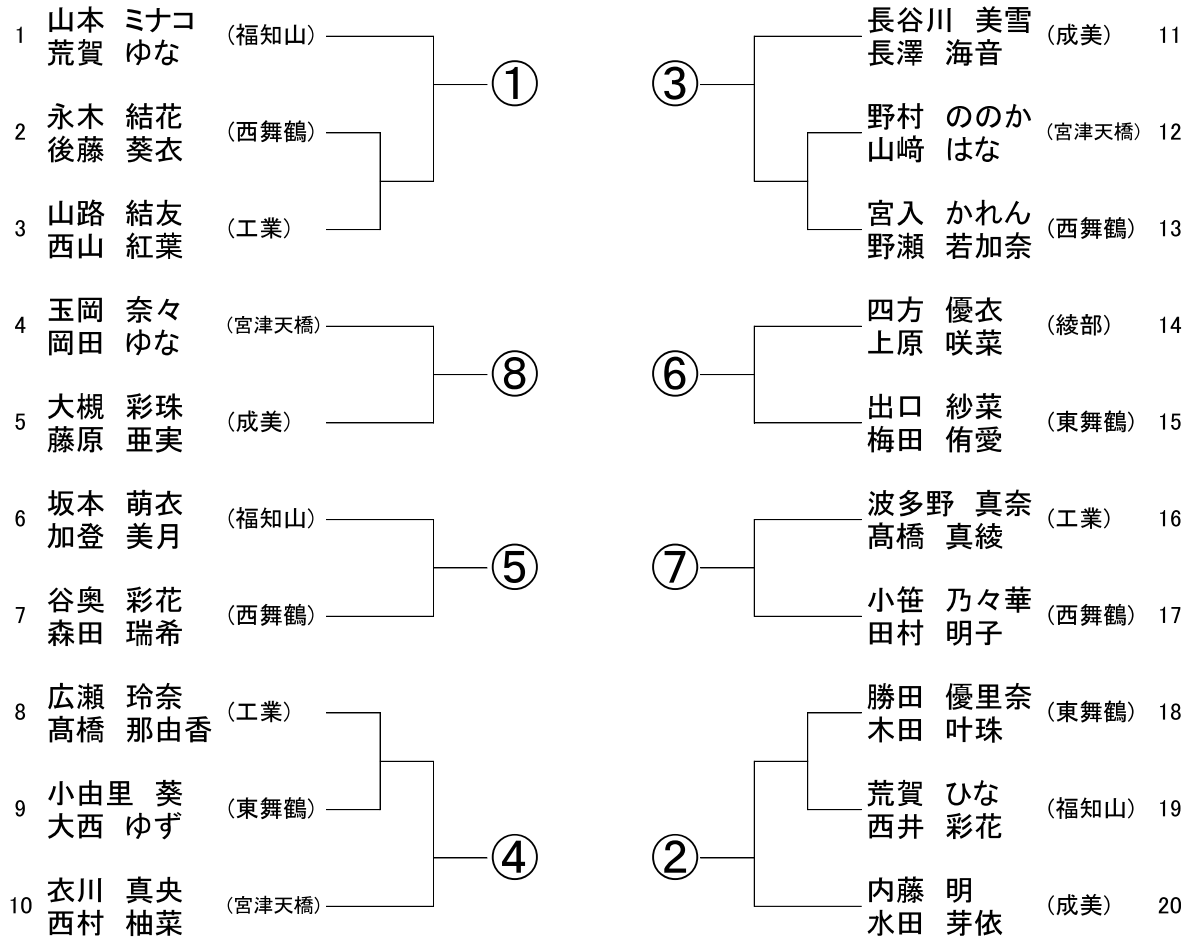 1 山本 ミナコ (福知山)
荒賀 ゆな
2 永木 結花 (西舞鶴)
後藤 葵衣
3 山路 結友 (工業)
西山 紅葉
4 玉岡 奈々 (宮津天橋)
岡田 ゆな
5 大槻 彩珠 (成美)
藤原 亜実
6 坂本 萌衣 (福知山)
加登 美月
7 谷奥 彩花 (西舞鶴)
森田 瑞希
8 広瀬 玲奈 (工業)
髙橋 那由香
9 小由里 葵 (東舞鶴)
大西 ゆず
10 衣川 真央 (宮津天橋)
西村 柚菜
①
⑧
⑤
④
③
⑥
⑦
②
長谷川 美雪 (成美) 11
長澤 海音
野村 ののか (宮津天橋) 12
山﨑 はな
宮入 かれん (西舞鶴) 13
野瀬 若加奈
四方 優衣 (綾部) 14
上原 咲菜
出口 紗菜 (東舞鶴) 15
梅田 侑愛
波多野 真奈 (工業) 16
髙橋 真綾
小笹 乃々華 (西舞鶴) 17
田村 明子
勝田 優里奈 (東舞鶴) 18
木田 叶珠
荒賀 ひな (福知山) 19
西井 彩花
内藤 明 (成美) 20
水田 芽依